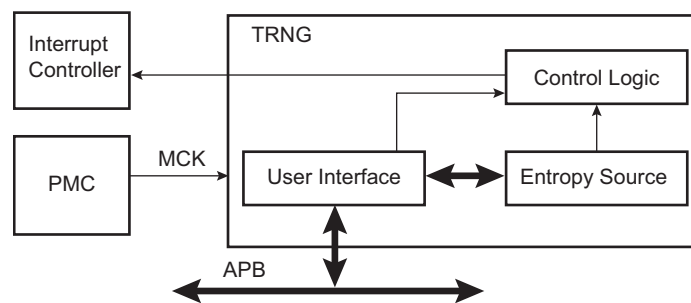 Interrupt
Controller
TRNG
Control Logic
PMC
MCK
User Interface
Entropy Source
APB